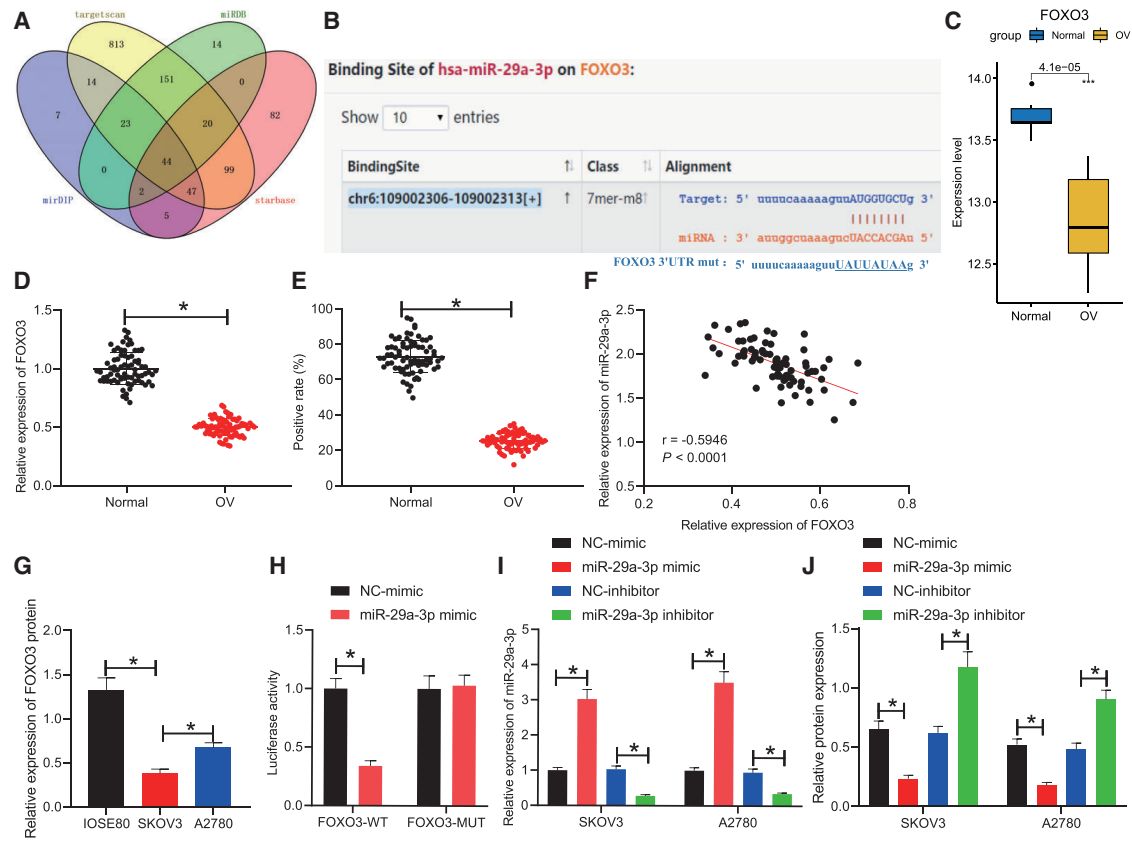 A
targetscan
miRDB
mirDIP
starbase
813
14
14
151
0
7
23
20
82
0
44
99
2
47
5
B
Binding Site of hsa-miR-29a-3p on FOXO3:
Show 10 entries
BindingSite Class Alignment
chr6:109002306-109002313[+] 7mer-m8 Target: 5' uuuucaaaaaguuAUGGUGCUg 3'
miRNA : 3' auuggcuaaagucUACCACGAu 5'
FOXO3 3'UTR mut : 5' uuuucaaaaaguuUAUUAUAAg 3'
C
FOXO3
group Normal OV
4.1e−05
***
Expression level
14.0
13.5
13.0
12.5
Normal OV
D
Relative expression of FOXO3
1.5
1.0
0.5
0.0
*
Normal OV
E
Positive rate (%)
100
80
60
40
20
0
*
Normal OV
F
Relative expression of miR-29a-3p
2.5
2.0
1.5
1.0
0.5
r = -0.5946
P < 0.0001
0.2 0.4 0.6 0.8
Relative expression of FOXO3
G
Relative expression of FOXO3 protein
2.0
1.5
1.0
0.5
0.0
*
*
IOSE80 SKOV3 A2780
H
NC-mimic
miR-29a-3p mimic
Luciferase activity
1.5
1.0
0.5
0.0
*
FOXO3-WT FOXO3-MUT
I
NC-mimic
miR-29a-3p mimic
NC-inhibitor
miR-29a-3p inhibitor
Relative expression of miR-29a-3p
5
4
3
2
1
0
*
*
*
*
SKOV3 A2780
J
NC-mimic
miR-29a-3p mimic
NC-inhibitor
miR-29a-3p inhibitor
Relative protein expression
1.5
1.0
0.5
0.0
*
*
*
*
SKOV3 A2780